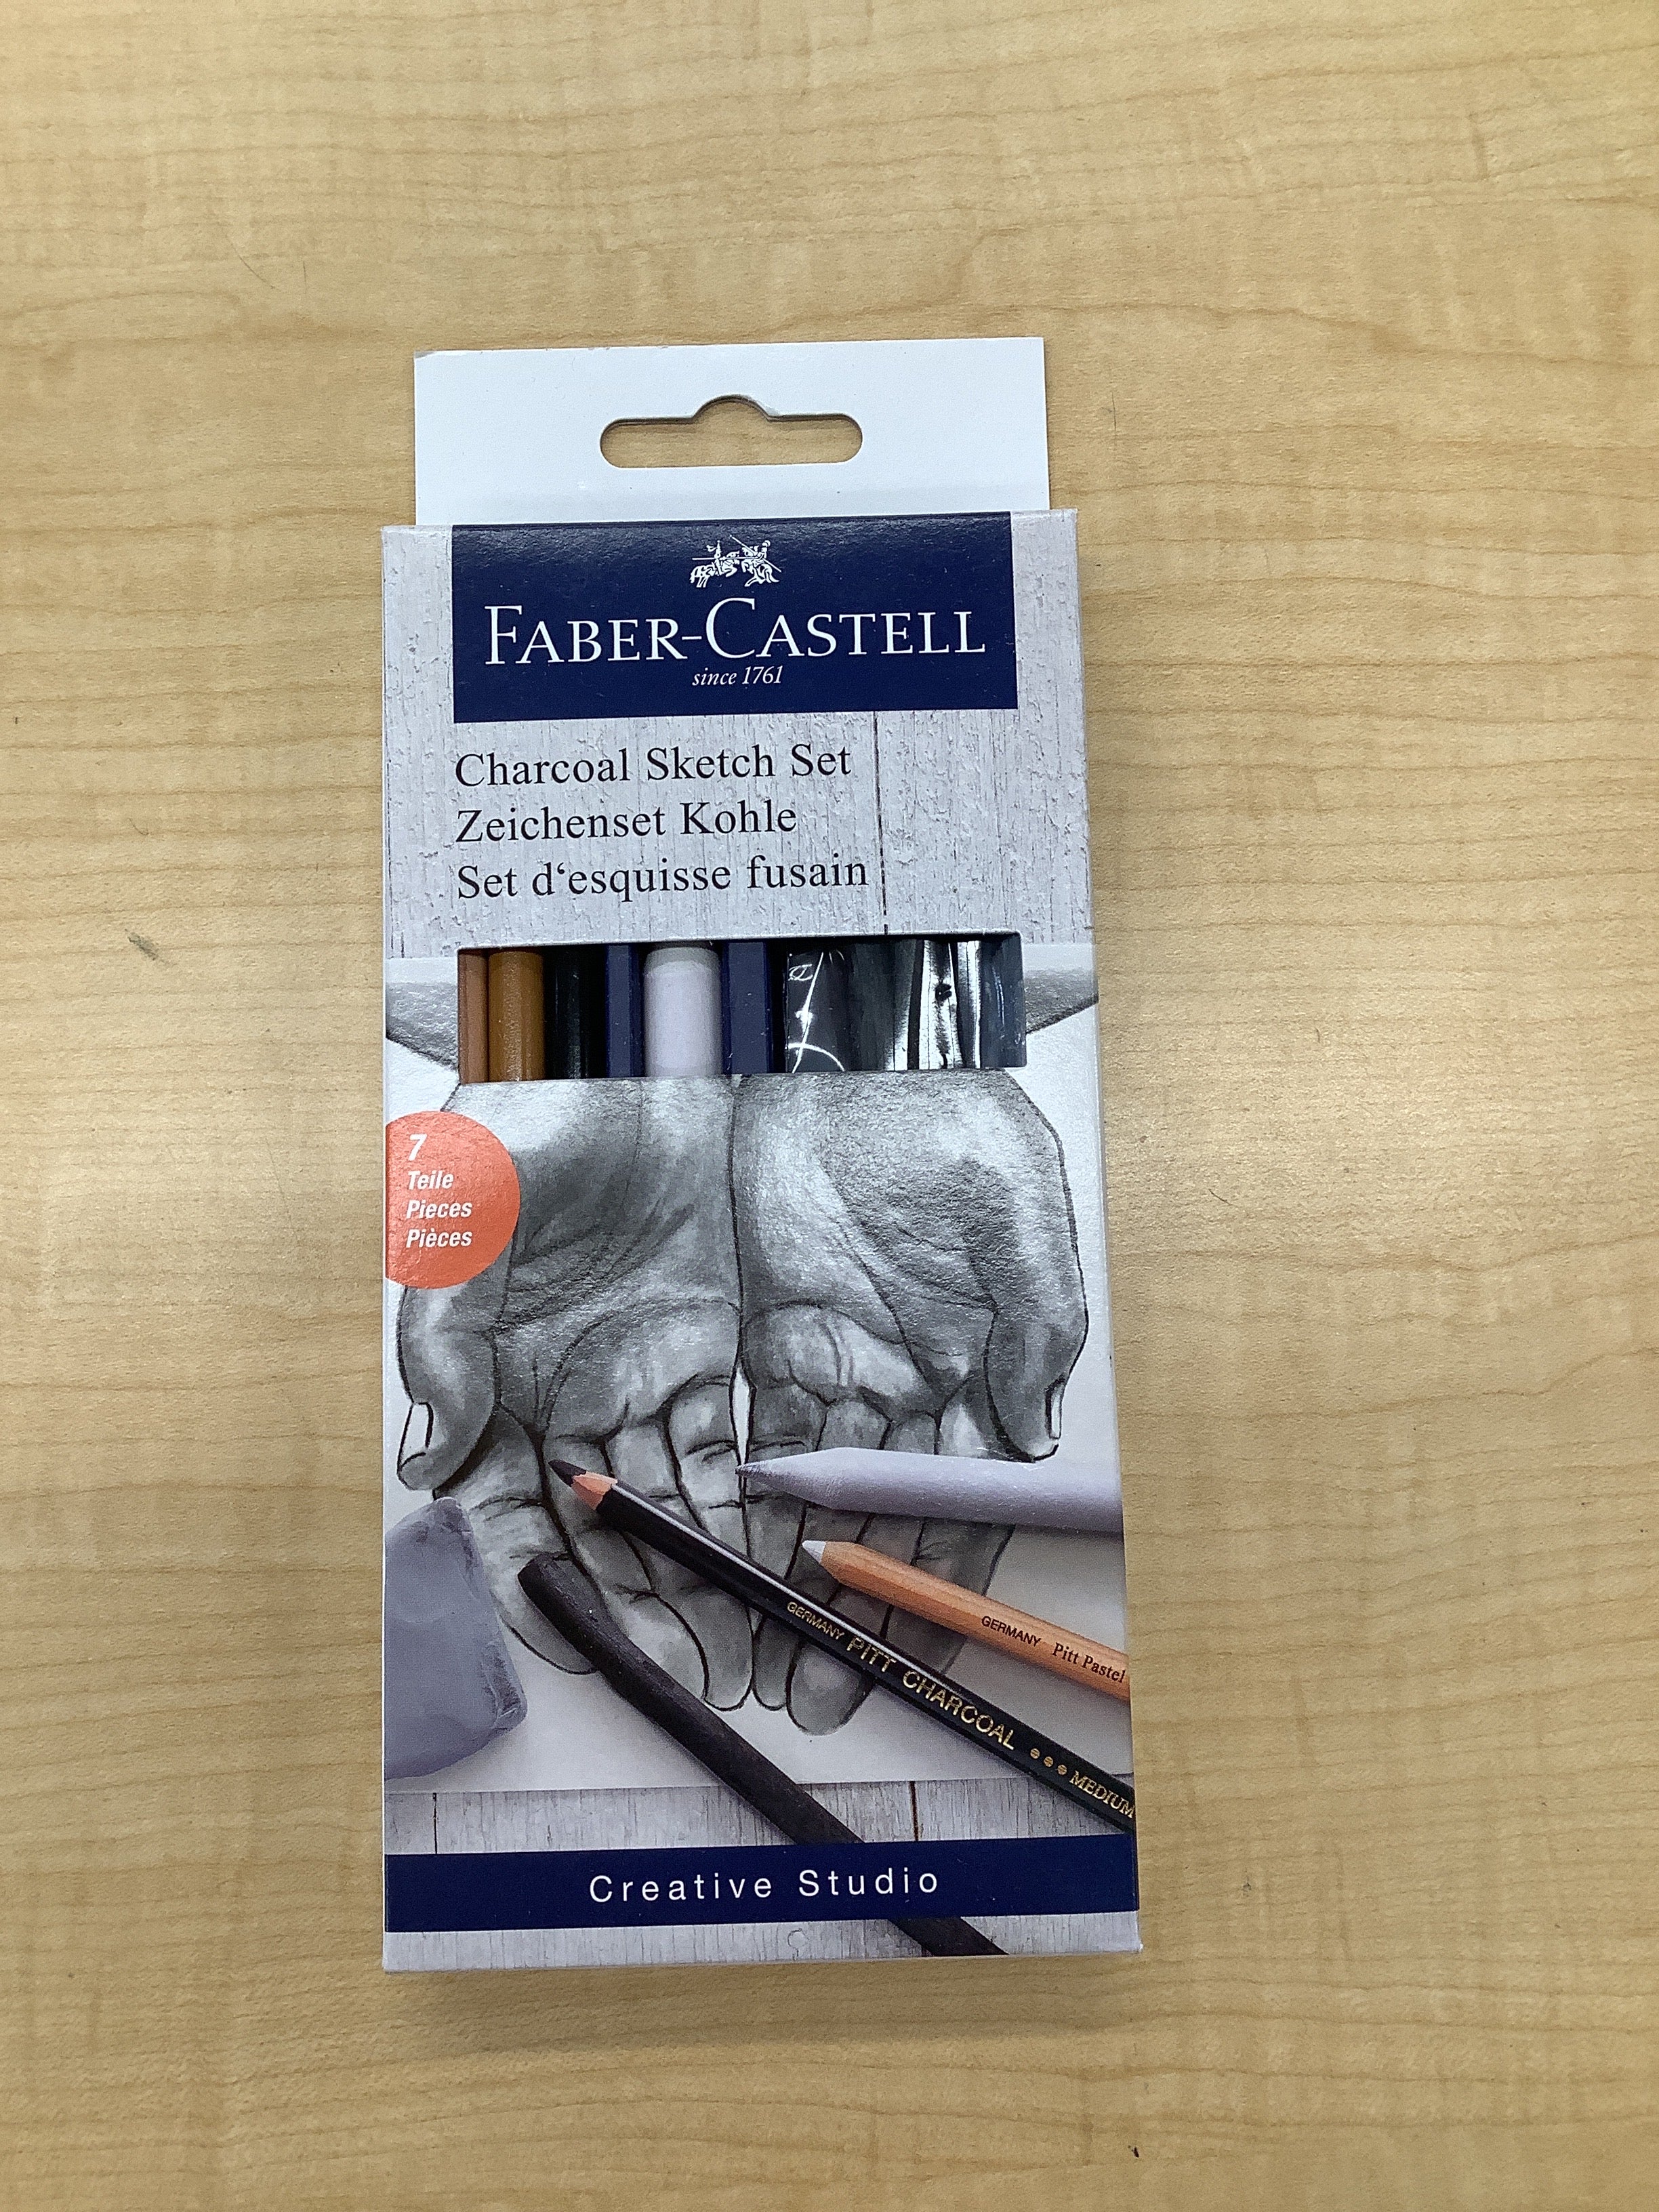 FABER-CASTELL
since 1761
Charcoal Sketch Set
Zeichenset Kohle
Set d‘esquisse fusain
7
Teile
Pieces
Pièces
GERMANY Pitt Pastel
GERMANY PITT CHARCOAL ●●● MEDIUM
Creative Studio